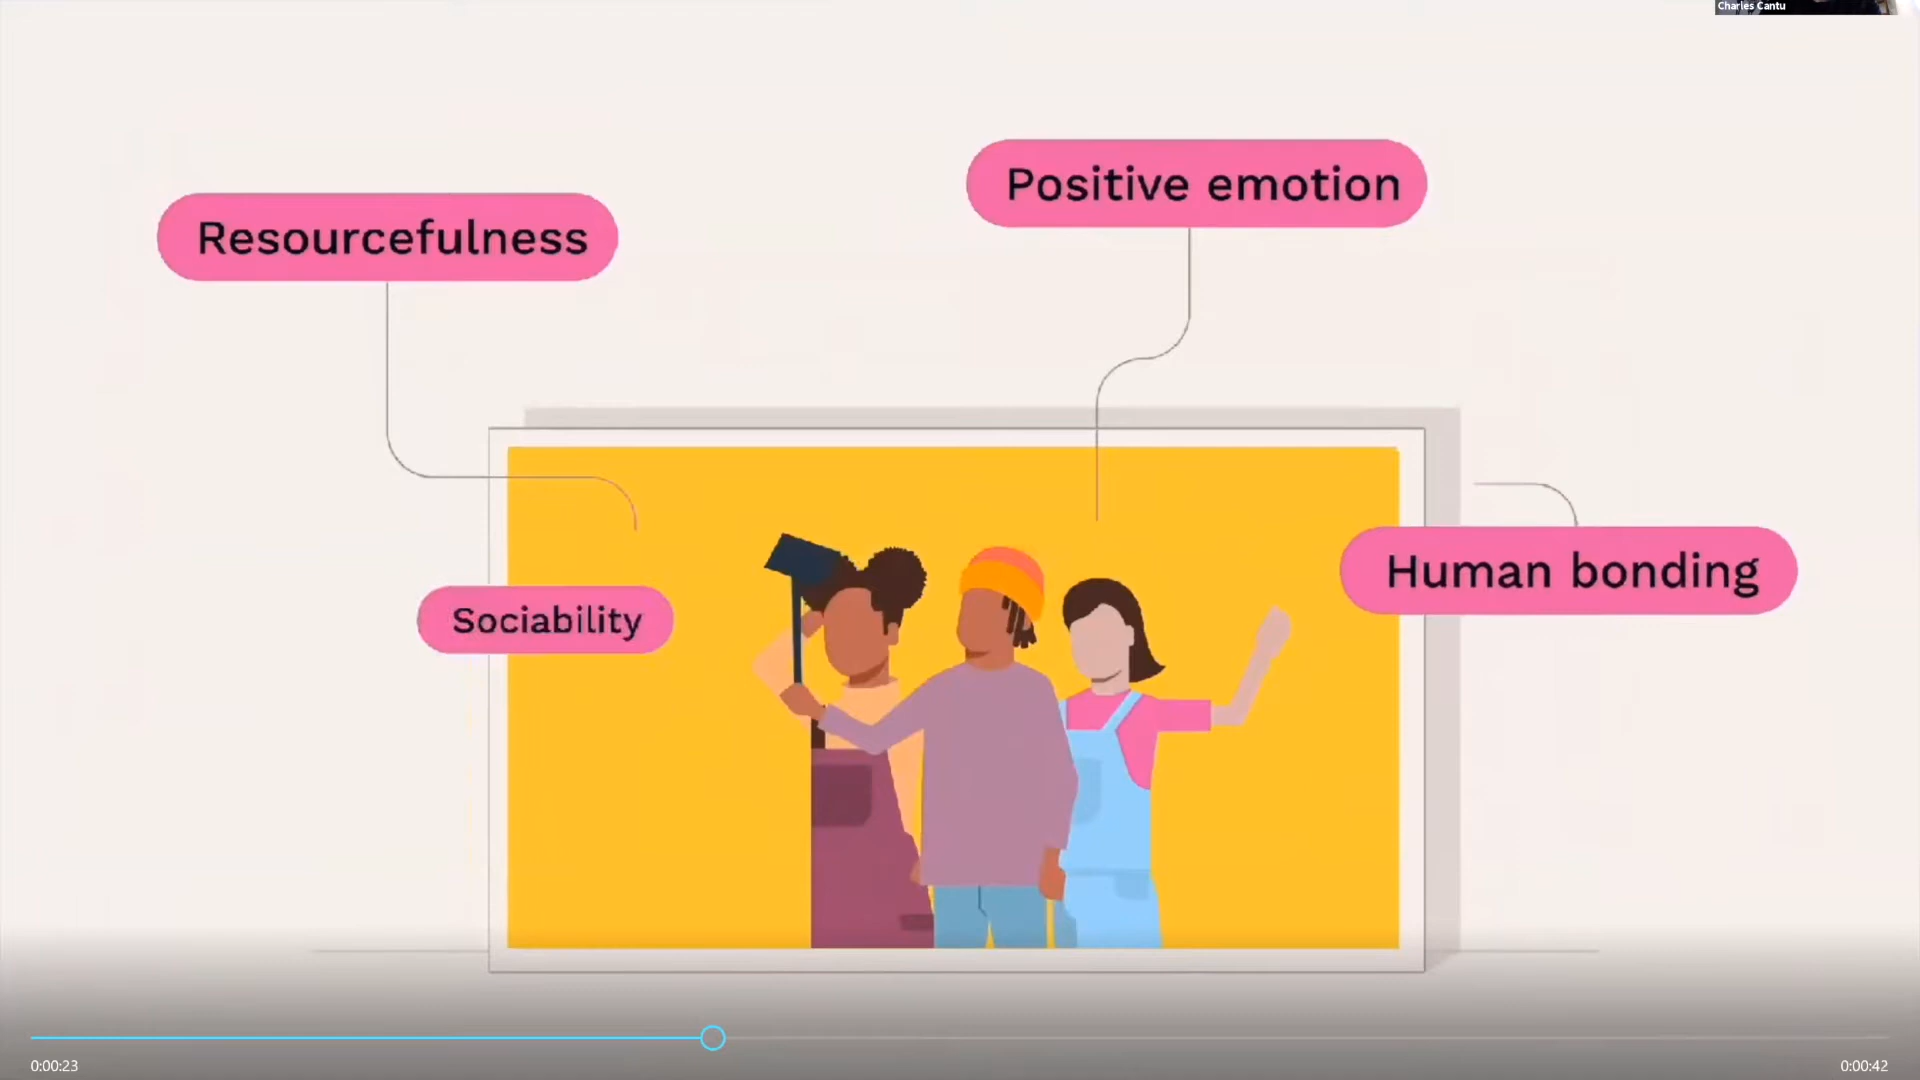 Charles Cantu
Positive emotion
Resourcefulness
Human bonding
Sociability
0:00:23
0:00:42